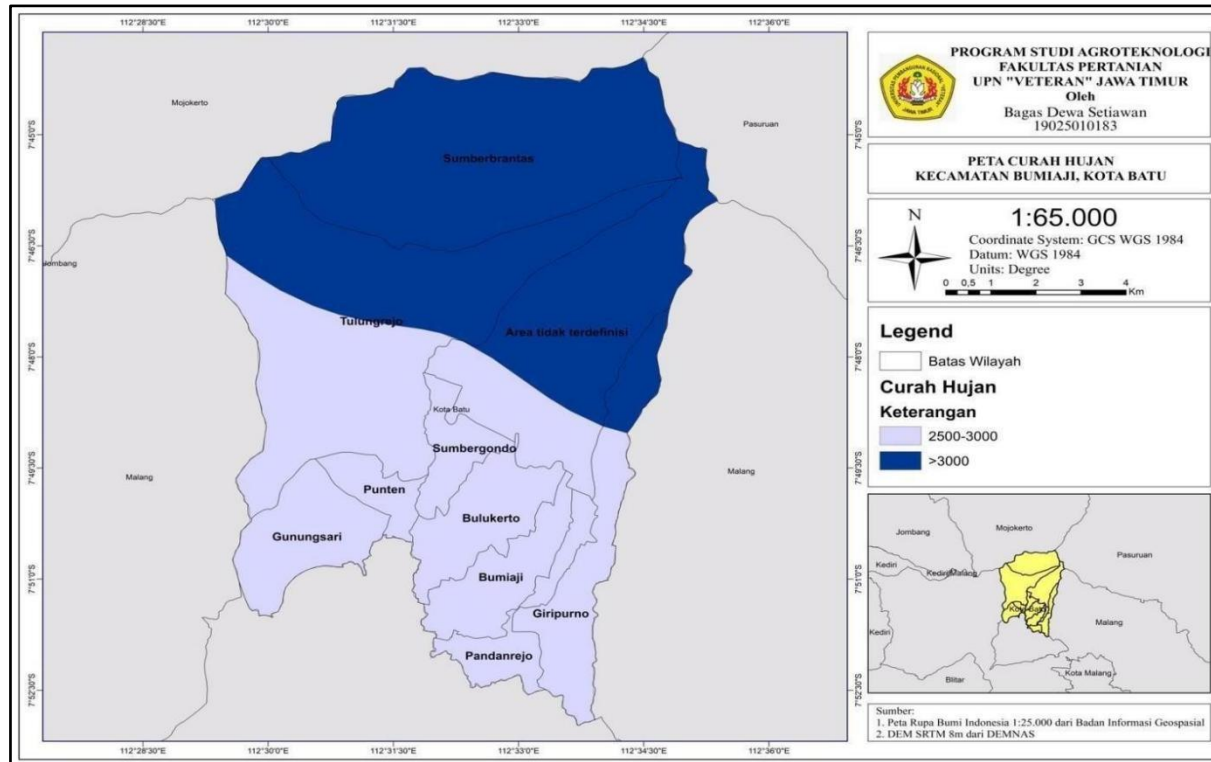 112°28'30"E
112°30'0"E
112°31'30"E
112°33'0"E
112°34'30"E
112°36'0"E
Mojokerto
Pasuruan
Sumberbrantas
Jombang
Tulungrejo
Area tidak terdefinisi
Kota Batu
Sumbergondo
Malang
Malang
Punten
Bulukerto
Gunungsari
Bumiaji
Giripurno
Pandanrejo
7°45'0"S
7°46'30"S
7°48'0"S
7°49'30"S
7°51'0"S
7°52'30"S
7°45'0"S
7°46'30"S
7°48'0"S
7°49'30"S
7°51'0"S
7°52'30"S
112°28'30"E
112°30'0"E
112°31'30"E
112°33'0"E
112°34'30"E
112°36'0"E
PROGRAM STUDI AGROTEKNOLOGI
FAKULTAS PERTANIAN
UPN "VETERAN" JAWA TIMUR
Oleh
Bagas Dewa Setiawan
19025010183
JAWA TIMUR
PETA CURAH HUJAN
KECAMATAN BUMIAJI, KOTA BATU
N
1:65.000
Coordinate System: GCS WGS 1984
Datum: WGS 1984
Units: Degree
0 0,5 1 2 3 4
Km
Legend
Batas Wilayah
Curah Hujan
Keterangan
2500-3000
>3000
Jombang
Mojokerto
Pasuruan
Kediri
Kediri
Malang
Kota Batu
Malang
Kediri
Kota Malang
Blitar
Sumber:
1. Peta Rupa Bumi Indonesia 1:25.000 dari Badan Informasi Geospasial
2. DEM SRTM 8m dari DEMNAS